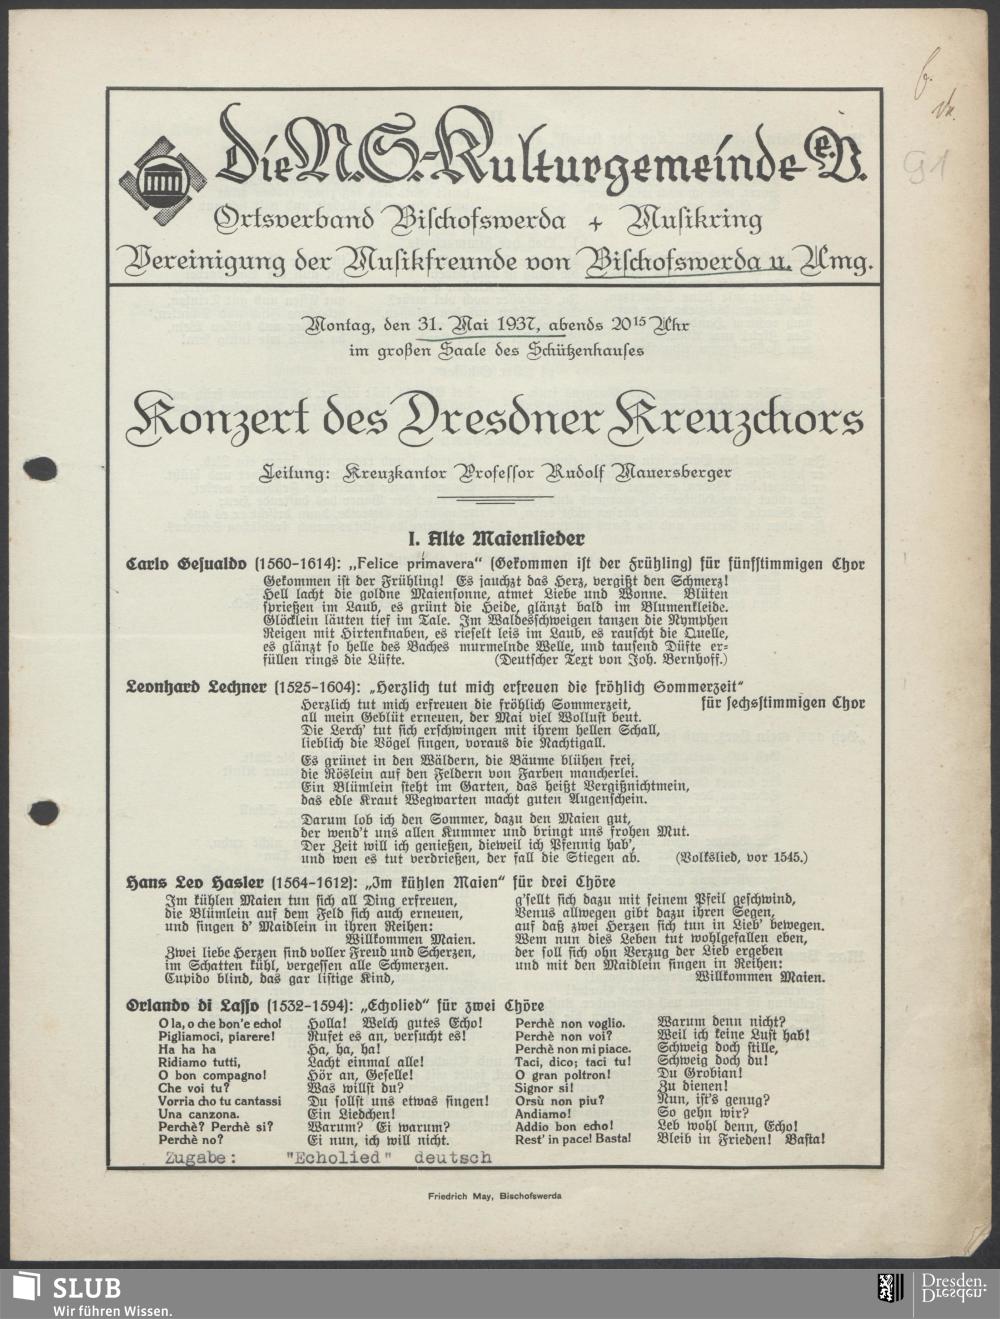 Die N.S.-Kulturgemeinde e.V.
Ortsverband Bischofswerda + Musikring
Vereinigung der Musikfreunde von Bischofswerda u. Umg.
91
Montag, den 31. Mai 1937, abends 20¹⁵ Uhr
im großen Saale des Schützenhauses
Konzert des Dresdner Kreuzchors
Leitung: Kreuzkantor Professor Rudolf Mauersberger
I. Alte Maienlieder
Carlo Gesualdo (1560-1614): „Felice primavera“ (Gekommen ist der Frühling) für fünfstimmigen Chor
Gekommen ist der Frühling! Es jauchzt das Herz, vergißt den Schmerz!
Hell lacht die goldne Maiensonne, atmet Liebe und Wonne. Blüten
sprießen im Laub, es grünt die Heide, glänzt bald im Blumenkleide.
Glöcklein läuten tief im Tale. Im Waldesschweigen tanzen die Nymphen
Reigen mit Hirtenknaben, es rieselt leis im Laub, es rauscht die Quelle,
es glänzt so helle des Baches murmelnde Welle, und tausend Düfte er-
füllen rings die Lüfte. (Deutscher Text von Joh. Bernhoff.)
Leonhard Lechner (1525-1604): „Herzlich tut mich erfreuen die fröhlich Sommerzeit“
für sechsstimmigen Chor
Herzlich tut mich erfreuen die fröhlich Sommerzeit,
all mein Geblüt erneuen, der Mai viel Wollust beut.
Die Lerch' tut sich erschwingen mit ihrem hellen Schall,
lieblich die Vögel singen, voraus die Nachtigall.
Es grünet in den Wäldern, die Bäume blühen frei,
die Röslein auf den Feldern von Farben mancherlei.
Ein Blümlein steht im Garten, das heißt Vergißnichtmein,
das edle Kraut Wegwarten macht guten Augenschein.
Darum lob ich den Sommer, dazu den Maien gut,
der wend't uns allen Kummer und bringt uns frohen Mut.
Der Zeit will ich genießen, dieweil ich Pfennig hab',
und wen es tut verdrießen, der fall die Stiegen ab. (Volkslied, vor 1545.)
Hans Leo Hasler (1564-1612): „Im kühlen Maien“ für drei Chöre
Im kühlen Maien tun sich all Ding erfreuen,
die Blümlein auf dem Feld sich auch erneuen,
und singen d' Maidlein in ihren Reihen:
Willkommen Maien.
Zwei liebe Herzen sind voller Freud und Scherzen,
im Schatten kühl, vergessen alle Schmerzen.
Cupido blind, das gar listige Kind,
g'sellt sich dazu mit seinem Pfeil geschwind,
Venus allwegen gibt dazu ihren Segen,
auf daß zwei Herzen sich tun in Lieb' bewegen.
Wem nun dies Leben tut wohlgefallen eben,
der soll sich ohn Verzug der Lieb ergeben
und mit den Maidlein singen in Reihen:
Willkommen Maien.
Orlando di Lasso (1532-1594): „Echolied“ für zwei Chöre
O la, o che bon'e echo! Holla! Welch gutes Echo!
Pigliamoci, piarere! Rufet es an, versucht es!
Ha ha ha Ha, ha, ha!
Ridiamo tutti, Lacht einmal alle!
O bon compagno! Hör an, Geselle!
Che voi tu? Was willst du?
Vorria cho tu cantassi Du sollst uns etwas singen!
Una canzona. Ein Liedchen!
Perchè? Perchè si? Warum? Ei warum?
Perchè no? Ei nun, ich will nicht.
Perchè non voglio. Warum denn nicht?
Perchè non voi? Weil ich keine Lust hab!
Perchè non mi piace. Schweig doch stille,
Taci, dico; taci tu! Schweig doch du!
O gran poltron! Du Grobian!
Signor si! Zu dienen!
Orsù non piu? Nun, ist's genug?
Andiamo! So gehn wir?
Addio bon echo! Leb wohl denn, Echo!
Rest' in pace! Basta! Bleib in Frieden! Basta!
Zugabe: "Echolied" deutsch
Friedrich May, Bischofswerda
SLUB
Wir führen Wissen.
Dresden.
Dresden.